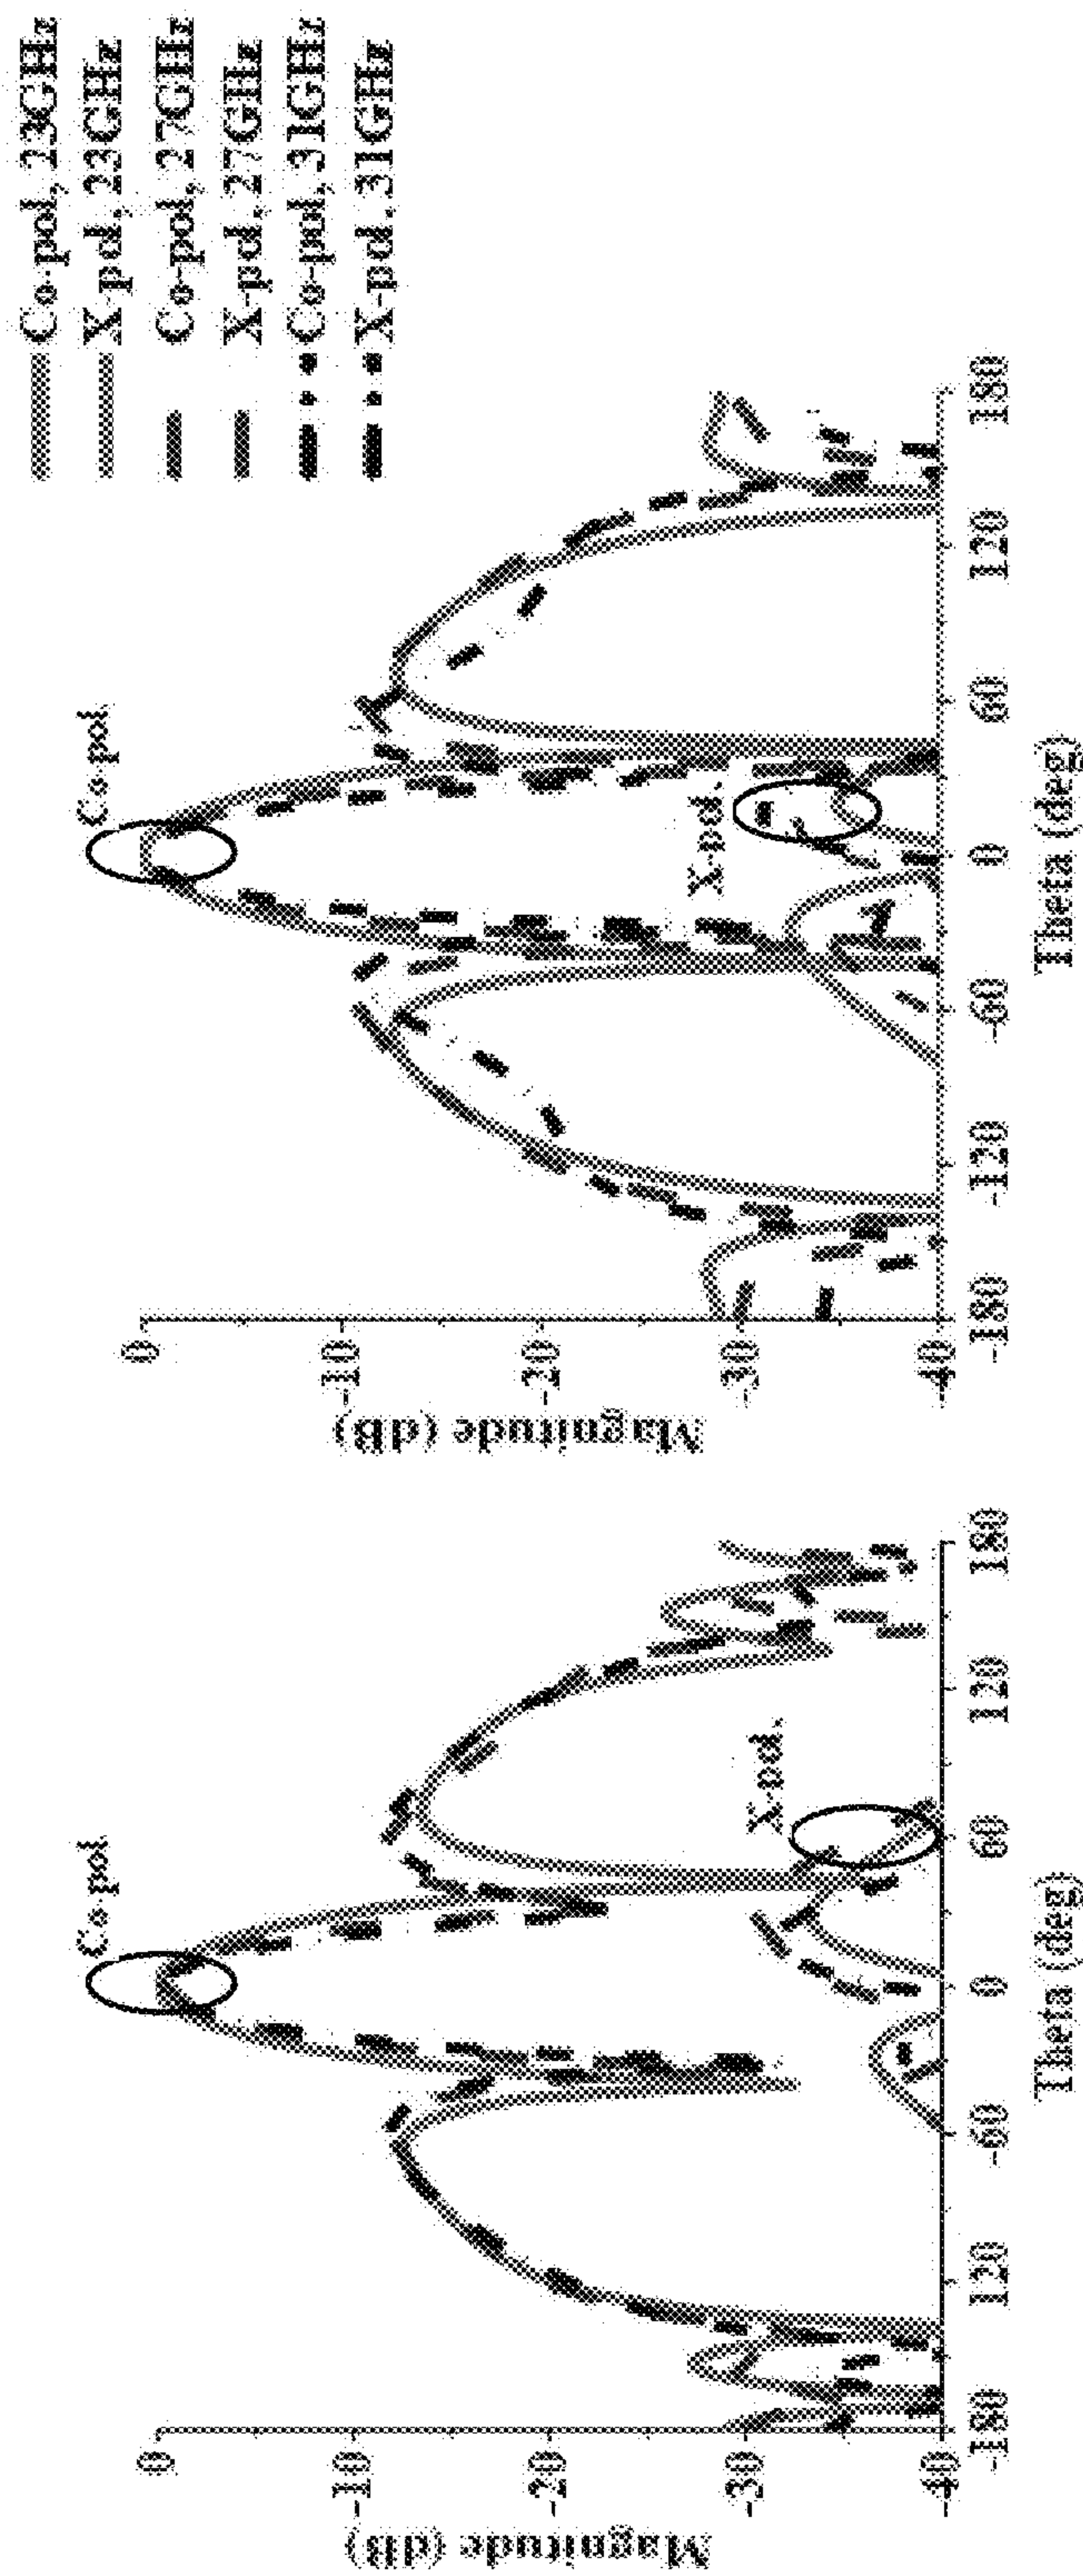 Co-pol, 23GHz
X-pol, 23GHz
Co-pol, 27GHz
X-pol, 27GHz
Co-pol, 31GHz
X-pol, 31GHz
Magnitude (dB)
0
-10
-20
-30
-40
-180
120
-60
0
60
120
180
Theta (deg)
Co-pol.
X-pol.
Magnitude (dB)
0
-10
-20
-30
-40
-180
-120
-60
0
60
120
180
Theta (deg)
Co-pol.
X-pol.